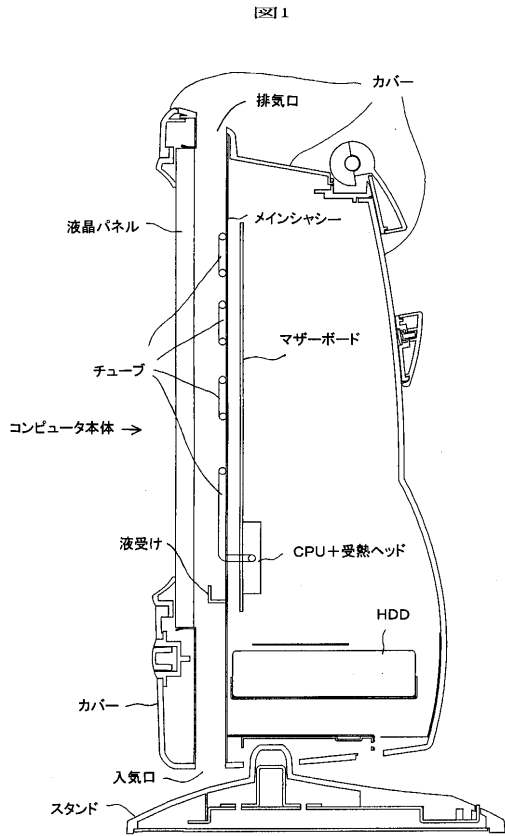 図1
カバー
排気口
メインシャシー
液晶パネル
マザーボード
チューブ
コンピュータ本体 →
液受け
CPU＋受熱ヘッド
HDD
カバー
入気口
スタンド